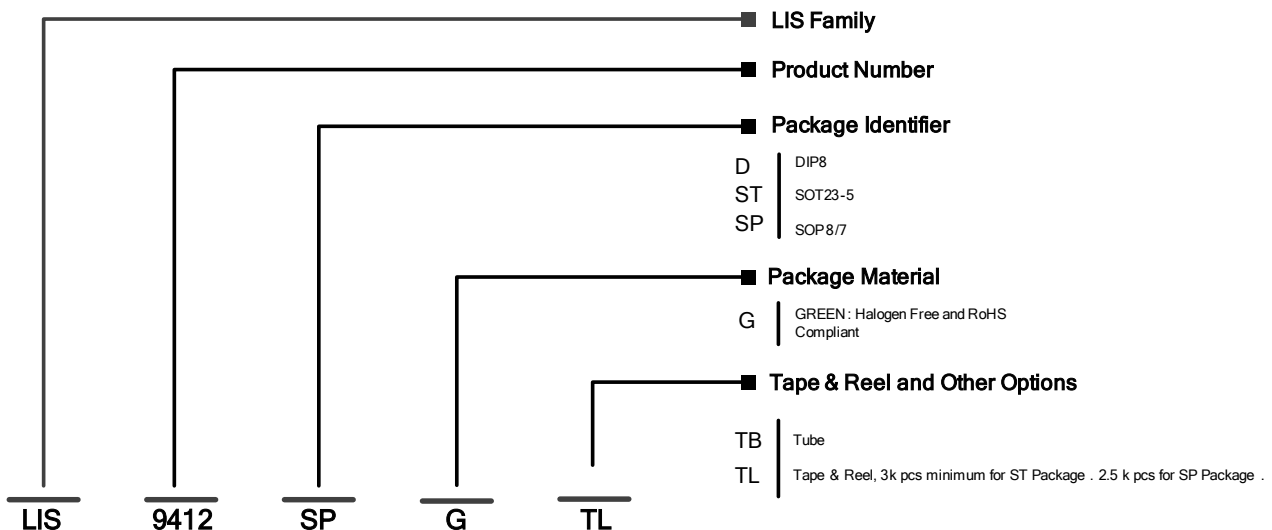 LIS Family
Product Number
Package Identifier
D DIP8
ST SOT23-5
SP SOP8/7
Package Material
G GREEN : Halogen Free and RoHS
Compliant
Tape & Reel and Other Options
TB Tube
TL Tape & Reel, 3k pcs minimum for ST Package . 2.5 k pcs for SP Package .
LIS 9412 SP G TL